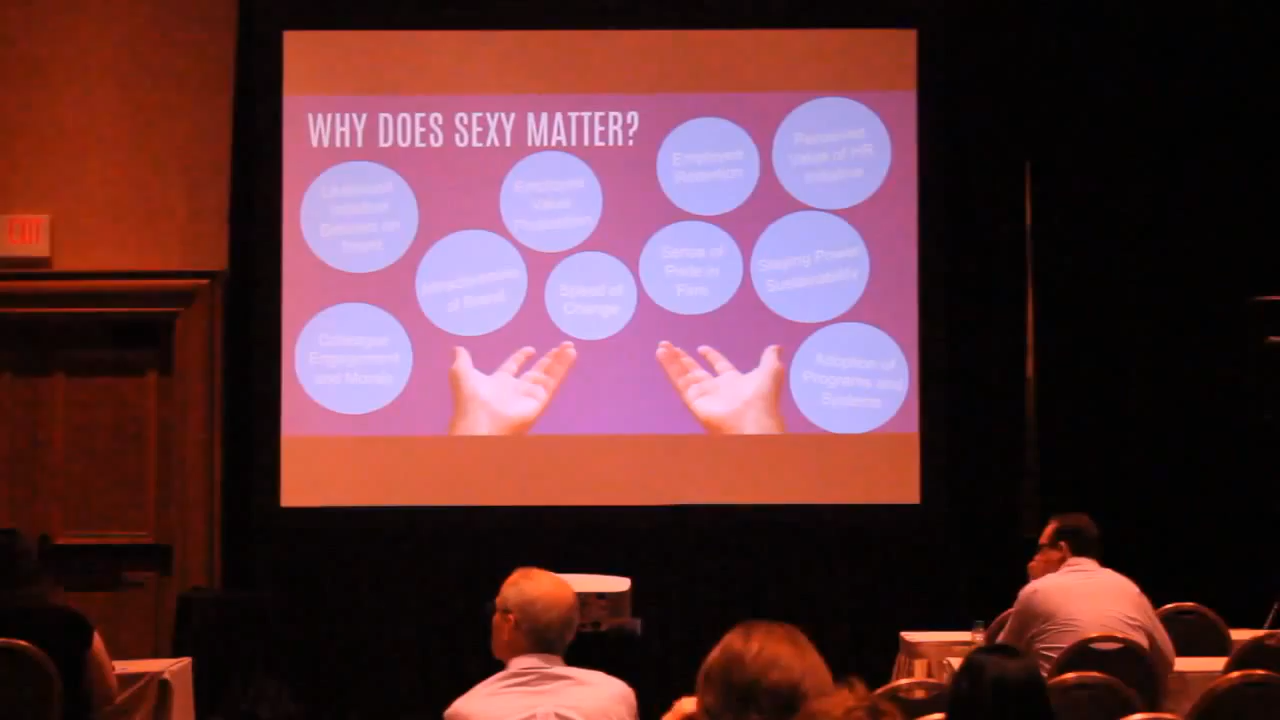 WHY DOES SEXY MATTER?
Employee
Retention
Perceived
Value of HR
Initiative
Employee
Value
Proposition
Sense of
Pride in
Firm
Staying Power
Sustainability
of Brand
Speed of
Change
Colleague
Engagement
and Morale
Adoption of
Programs and
Systems
EXIT